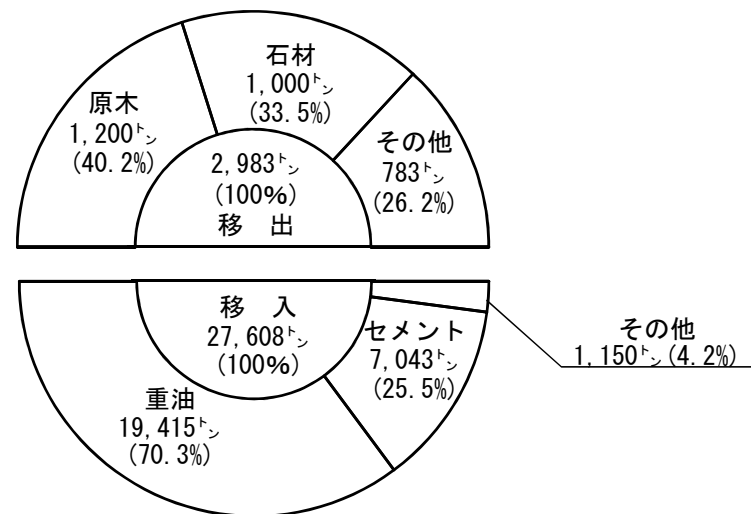 原木
1,200トン
(40.2%)
石材
1,000トン
(33.5%)
その他
783トン
(26.2%)
2,983トン
(100%)
移 出
移 入
27,608トン
(100%)
重油
19,415トン
(70.3%)
セメント
7,043トン
(25.5%)
その他
1,150トン(4.2%)